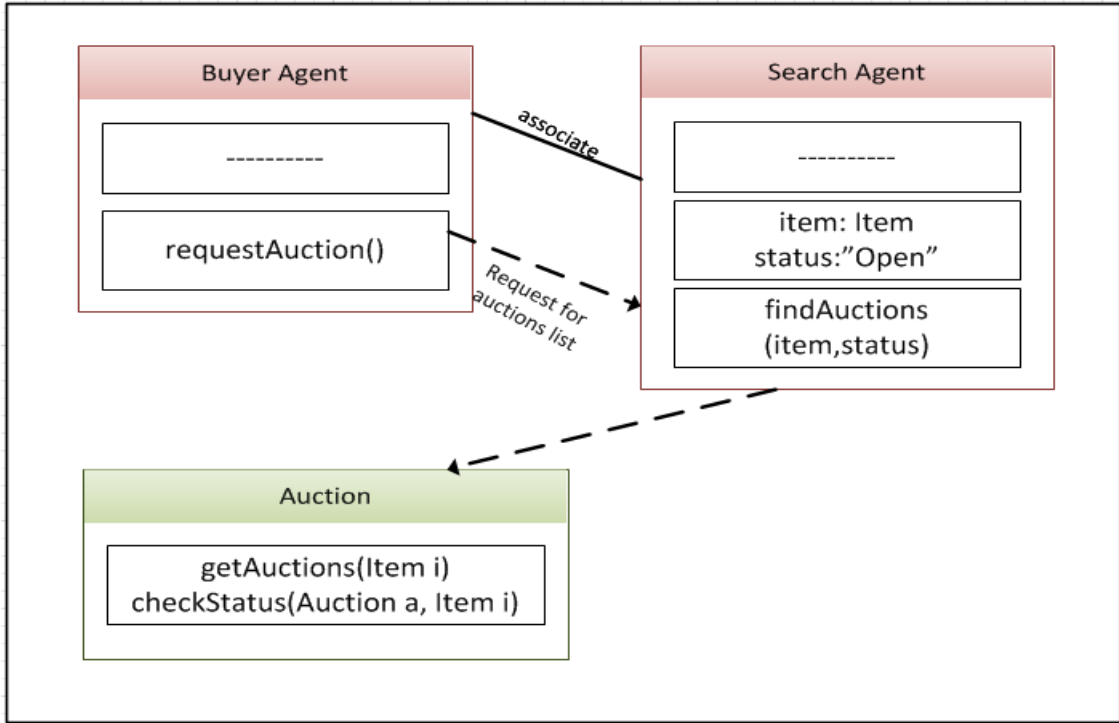 Buyer Agent
----------
requestAuction()
associate
Request for
auctions list
Search Agent
----------
item: Item
status:”Open”
findAuctions
(item,status)
Auction
getAuctions(Item i)
checkStatus(Auction a, Item i)